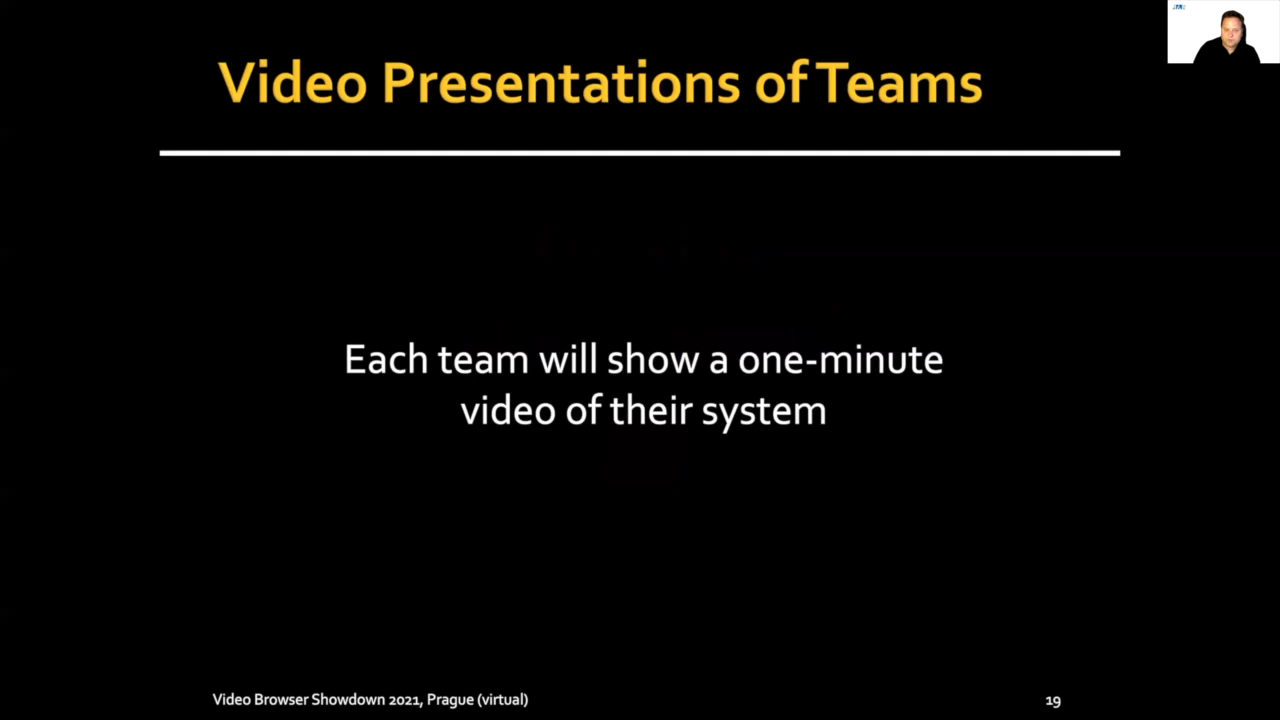 Video Presentations of Teams
Each team will show a one-minute
video of their system
Video Browser Showdown 2021, Prague (virtual)
19